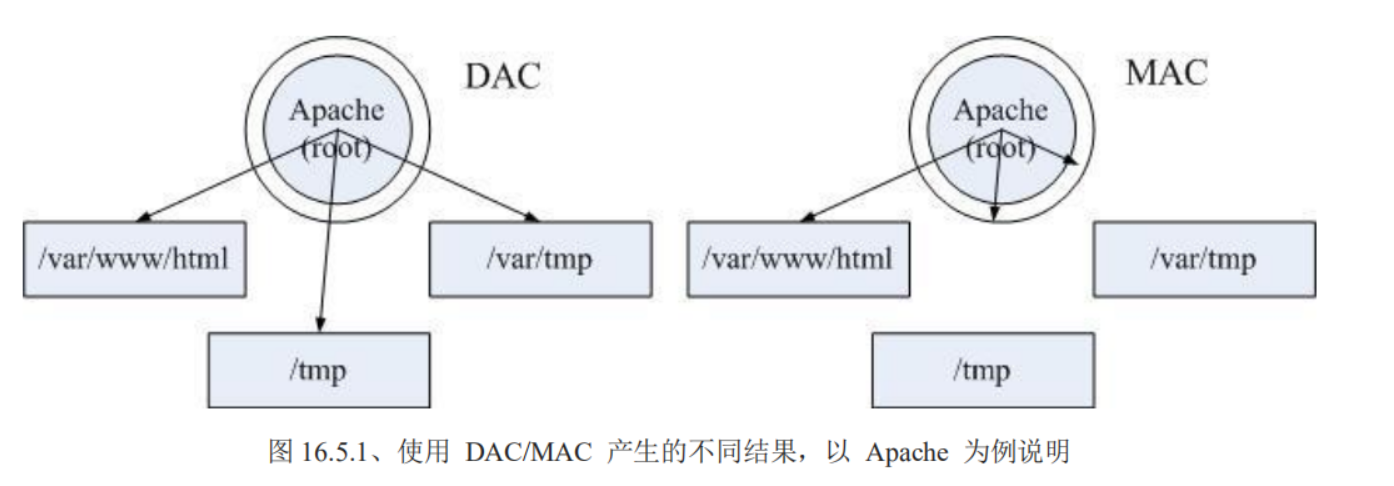 DAC
Apache
(root)
/var/www/html
/var/tmp
/tmp
MAC
Apache
(root)
/var/www/html
/var/tmp
/tmp
图 16.5.1、使用 DAC/MAC 产生的不同结果，以 Apache 为例说明